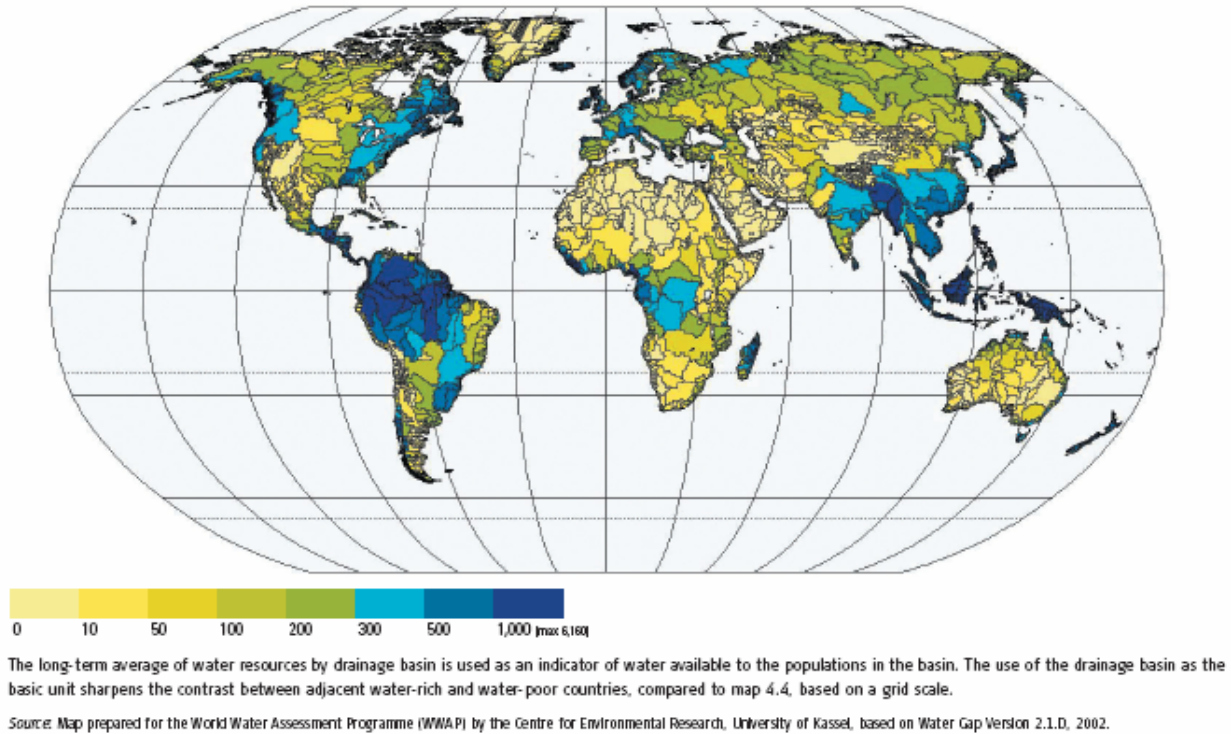 0 10 50 100 200 300 500 1,000 (max 6,160)
The long-term average of water resources by drainage basin is used as an indicator of water available to the populations in the basin. The use of the drainage basin as the
basic unit sharpens the contrast between adjacent water-rich and water-poor countries, compared to map 4.4, based on a grid scale.
Source: Map prepared for the World Water Assessment Programme (WWAP) by the Centre for Environmental Research, University of Kassel, based on Water Gap Version 2.1.D, 2002.